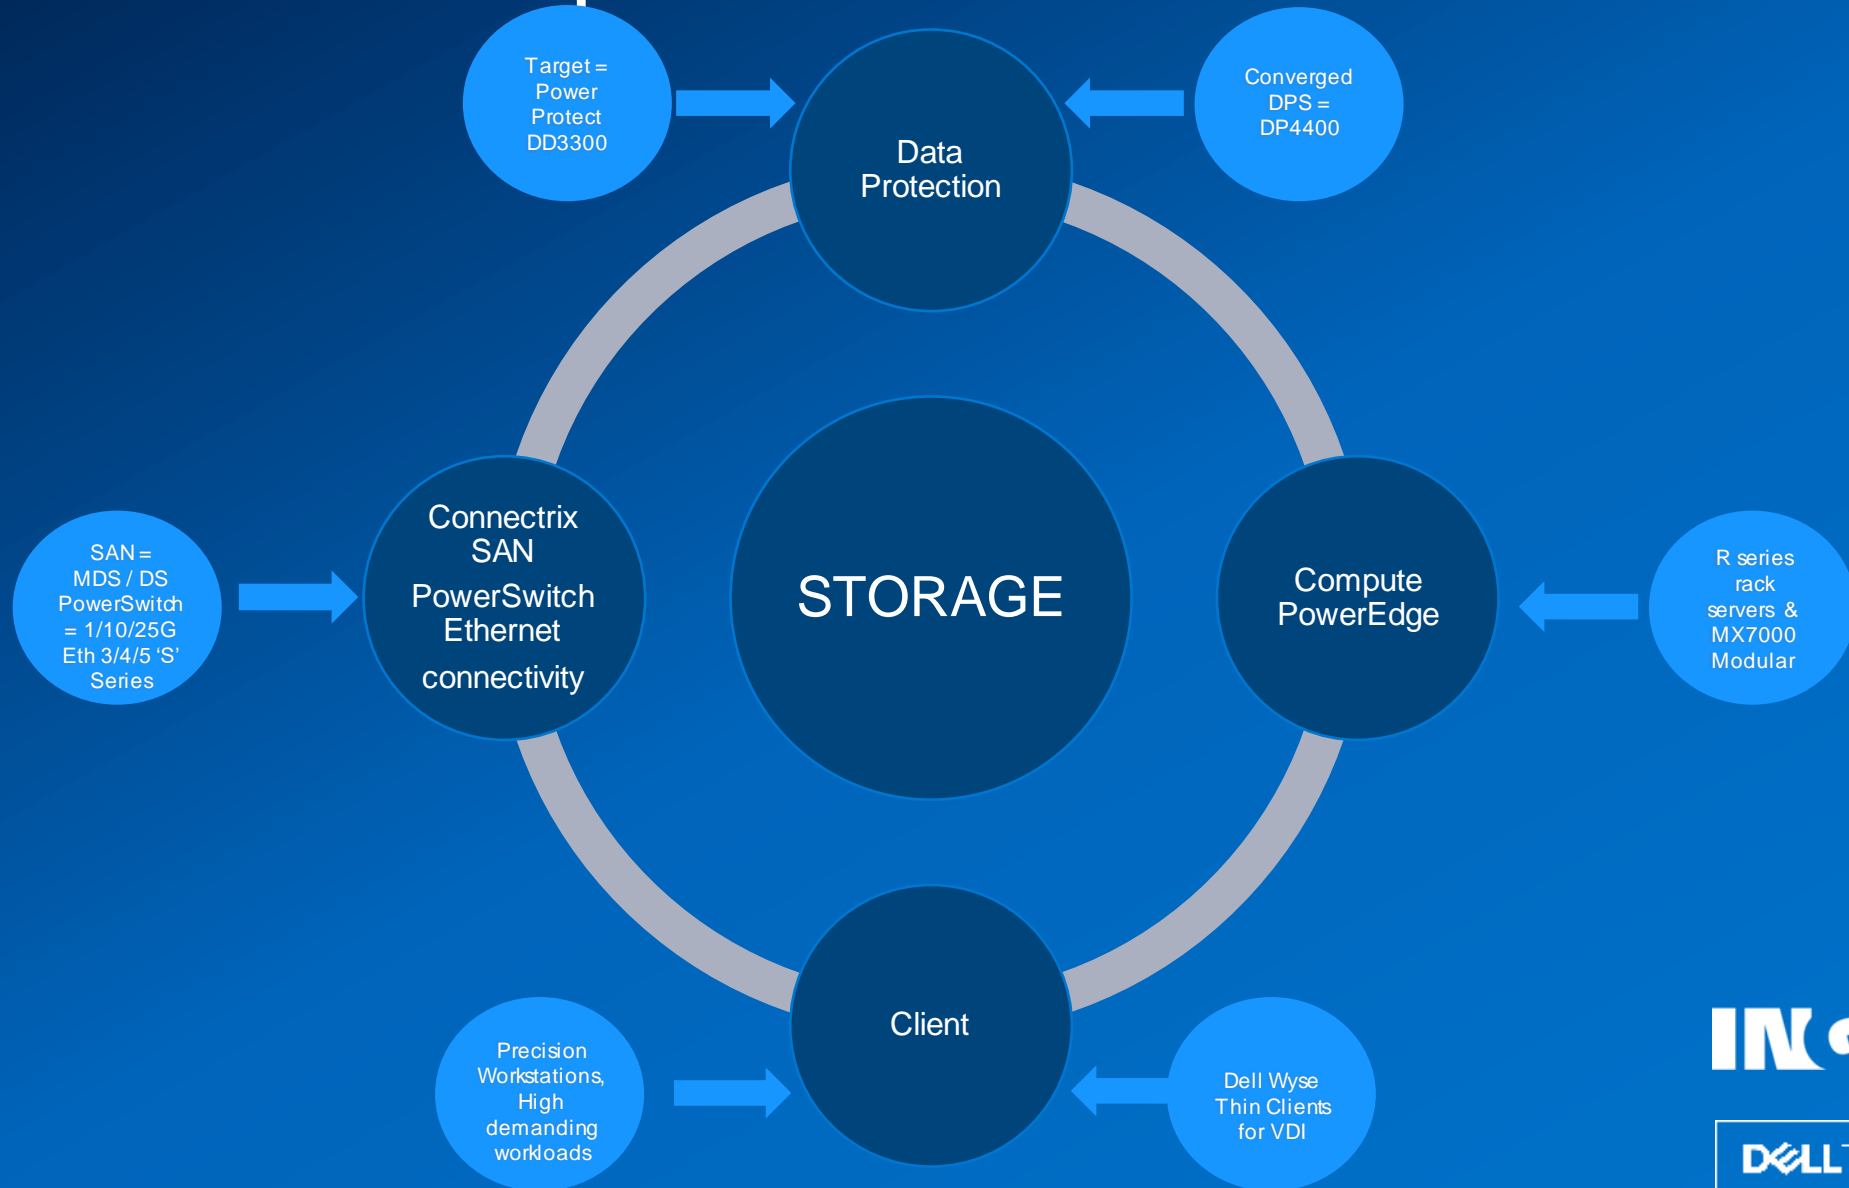 Target =
Power
Protect
DD3300
Converged
DPS =
DP4400
Data
Protection
Connectrix
SAN
PowerSwitch
Ethernet
connectivity
STORAGE
Compute
PowerEdge
SAN =
MDS / DS
PowerSwitch
= 1/10/25G
Eth 3/4/5 ‘S’
Series
R series
rack
servers &
MX7000
Modular
Client
Precision
Workstations,
High
demanding
workloads
Dell Wyse
Thin Clients
for VDI
DELL